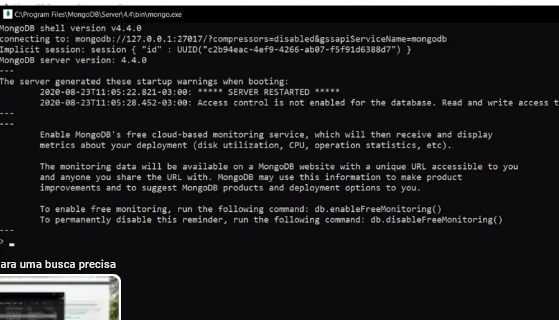 C:\Program Files\MongoDB\Server\4.4\bin\mongo.exe
MongoDB shell version v4.4.0
connecting to: mongodb://127.0.0.1:27017/?compressors=disabled&gssapiServiceName=mongodb
Implicit session: session { "id" : UUID("c2b94eac-4ef9-4266-ab07-f5f91d6388d7") }
MongoDB server version: 4.4.0
---
The server generated these startup warnings when booting:
2020-08-23T11:05:22.821-03:00: ***** SERVER RESTARTED *****
2020-08-23T11:05:28.452-03:00: Access control is not enabled for the database. Read and write access t
---
---
Enable MongoDB's free cloud-based monitoring service, which will then receive and display
metrics about your deployment (disk utilization, CPU, operation statistics, etc).
The monitoring data will be available on a MongoDB website with a unique URL accessible to you
and anyone you share the URL with. MongoDB may use this information to make product
improvements and to suggest MongoDB products and deployment options to you.
To enable free monitoring, run the following command: db.enableFreeMonitoring()
To permanently disable this reminder, run the following command: db.disableFreeMonitoring()
---
>
ara uma busca precisa